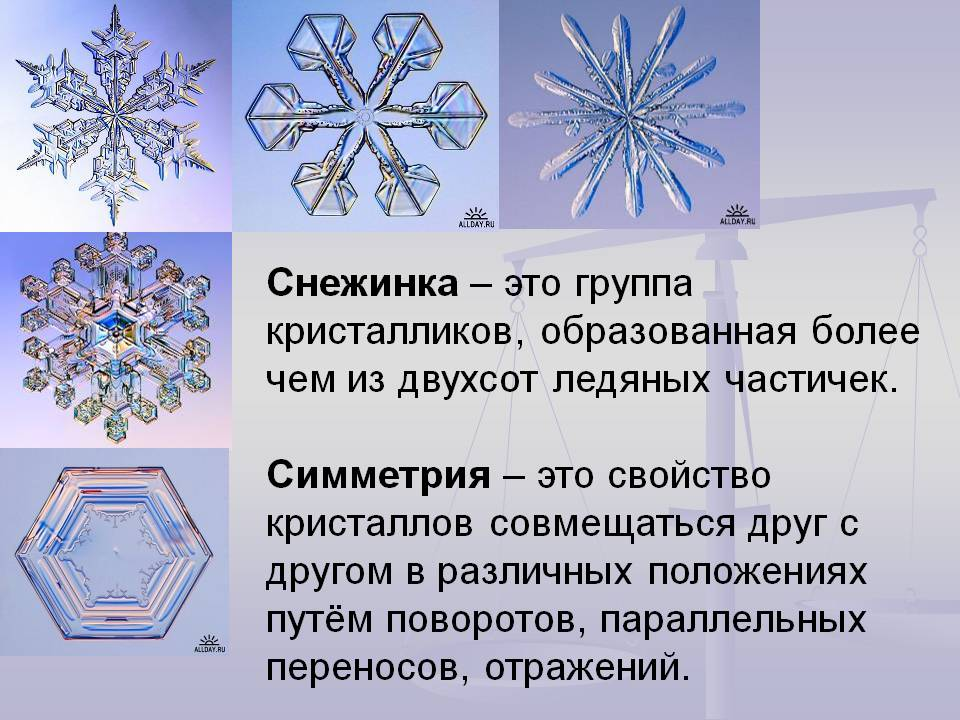 ALLDAY.RU
ALLDAY.RU
Снежинка – это группа
кристалликов, образованная более
чем из двухсот ледяных частичек.
Симметрия – это свойство
кристаллов совмещаться друг с
другом в различных положениях
путём поворотов, параллельных
переносов, отражений.
ALLDAY.RU